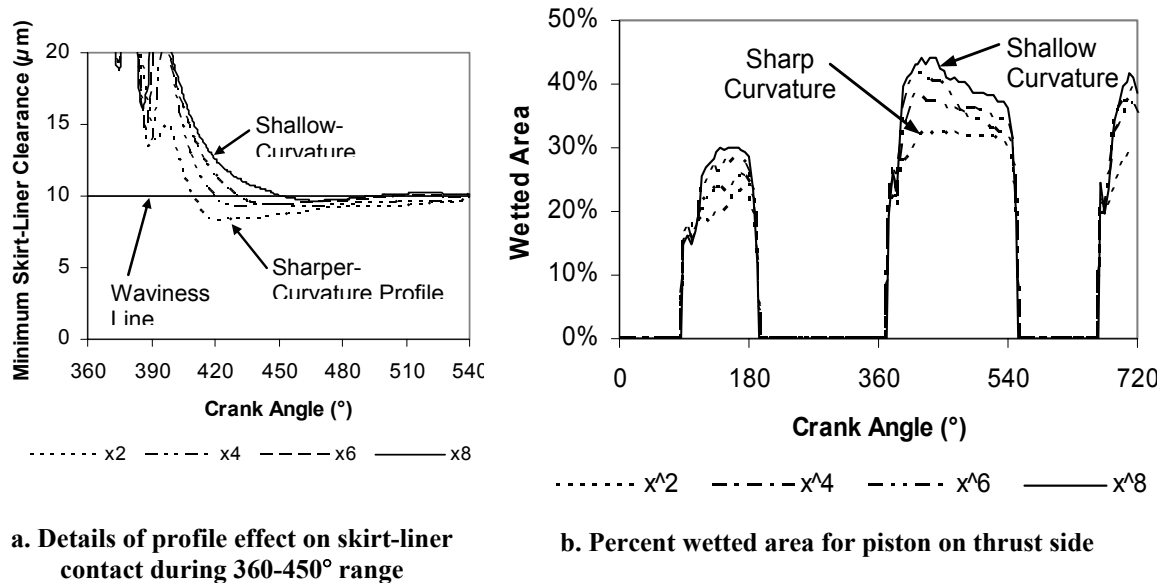 Minimum Skirt-Liner Clearance (µm)
20
15
10
5
0
Shallow-
Curvature
Waviness
Line
Sharper-
Curvature Profile
360 390 420 450 480 510 540
Crank Angle (°)
x2 x4 x6 x8
a. Details of profile effect on skirt-liner
contact during 360-450° range
Wetted Area
50%
40%
30%
20%
10%
0%
Sharp
Curvature
Shallow
Curvature
0 180 360 540 720
Crank Angle (°)
x^2 x^4 x^6 x^8
b. Percent wetted area for piston on thrust side